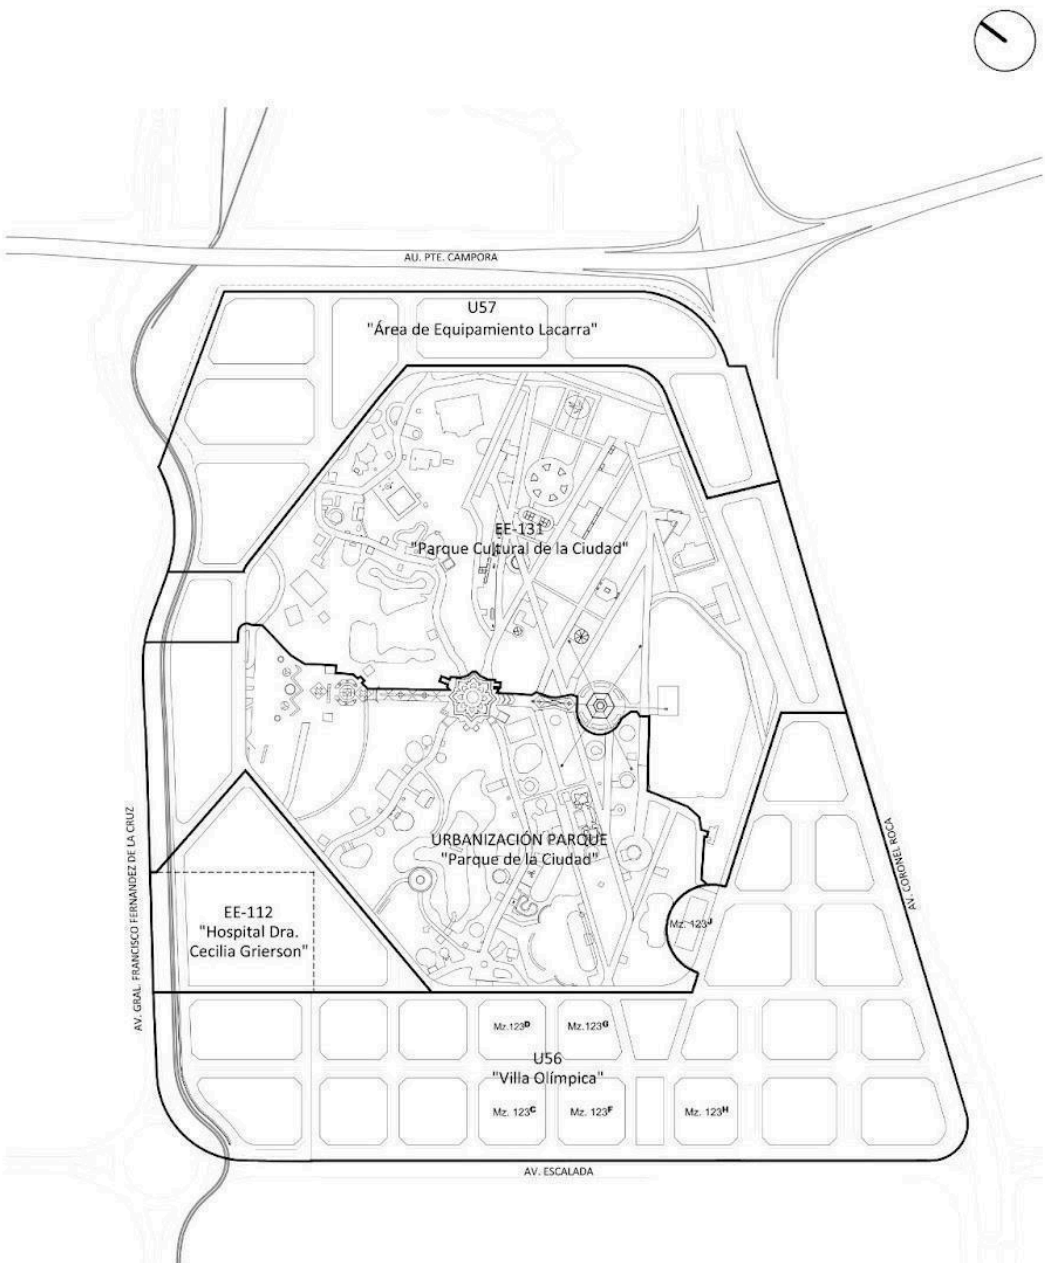 AU. PTE. CAMPORA
U57
"Área de Equipamiento Lacarra"
EE-131
"Parque Cultural de la Ciudad"
AV. GRAL. FRANCISCO FERNANDEZ DE LA CRUZ
URBANIZACIÓN PARQUE
"Parque de la Ciudad"
AV. CORONEL ROCA
EE-112
"Hospital Dra.
Cecilia Grierson"
Mz. 123J
Mz.123D
Mz.123G
U56
"Villa Olímpica"
Mz. 123C
Mz. 123F
Mz. 123H
AV. ESCALADA